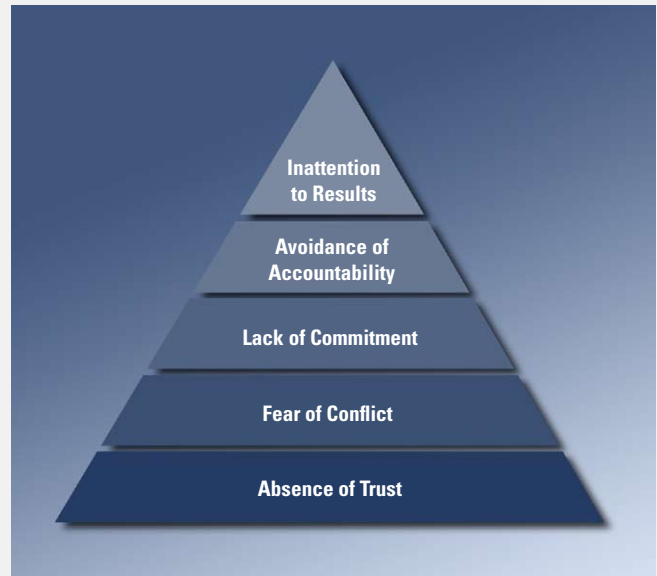 Inattention
to Results
Avoidance of
Accountability
Lack of Commitment
Fear of Conflict
Absence of Trust